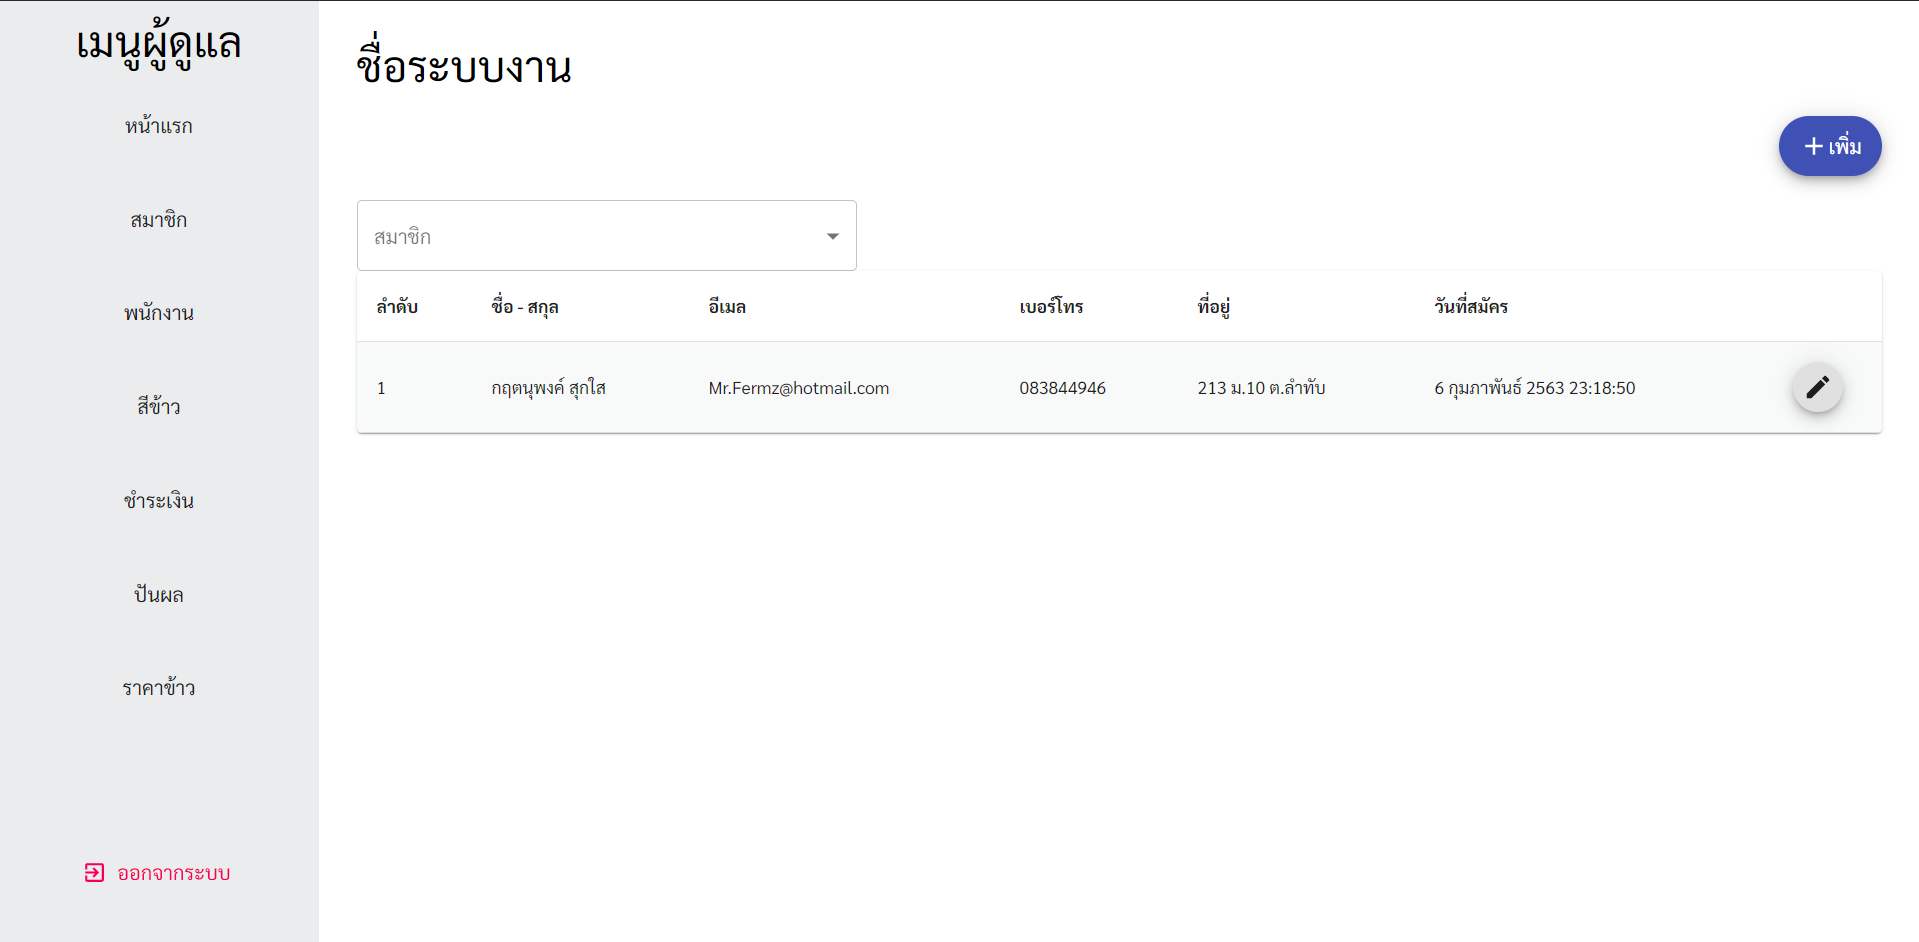 เมนูผู้ดูแล
หน้าแรก
สมาชิก
พนักงาน
สีข้าว
ชำระเงิน
ปันผล
ราคาข้าว
ออกจากระบบ
ชื่อระบบงาน
เพิ่ม
สมาชิก
ลำดับ ชื่อ - สกุล อีเมล เบอร์โทร ที่อยู่ วันที่สมัคร
1 กฤตนุพงค์ สุกใส Mr.Fermz@hotmail.com 083844946 213 ม.10 ต.ลำทับ 6 กุมภาพันธ์ 2563 23:18:50